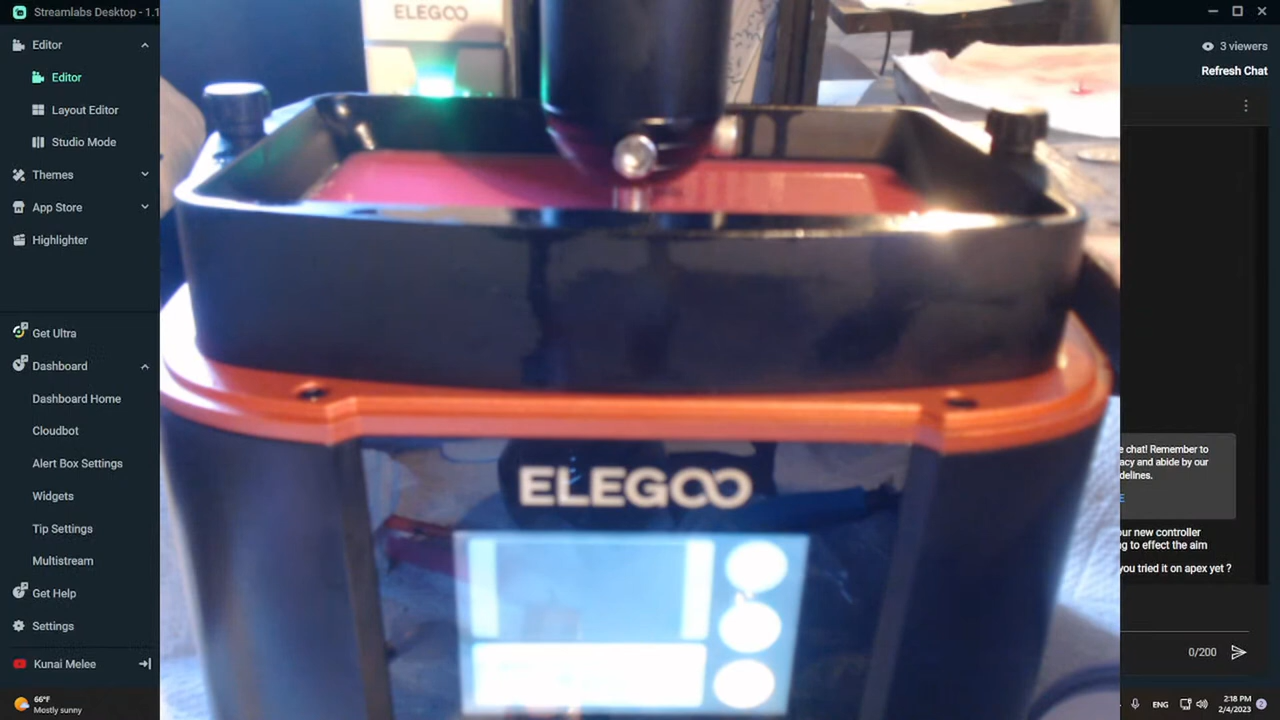 Streamlabs Desktop - 1.1
Editor
Editor
Layout Editor
Studio Mode
Themes
App Store
Highlighter
Get Ultra
Dashboard
Dashboard Home
Cloudbot
Alert Box Settings
Widgets
Tip Settings
Multistream
Get Help
Settings
Kunai Melee
66°F
Mostly sunny
ELEGOO
ELEGOO
3 viewers
Refresh Chat
e chat! Remember to
acy and abide by our
delines.
E
ur new controller
g to effect the aim
you tried it on apex yet ?
0/200
ENG
2:18 PM
2/4/2023
2